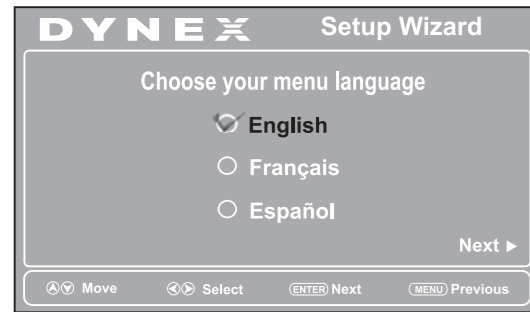 DYNEX Setup Wizard
Choose your menu language
English
Français
Español
Next ►
Move Select ENTER Next MENU Previous